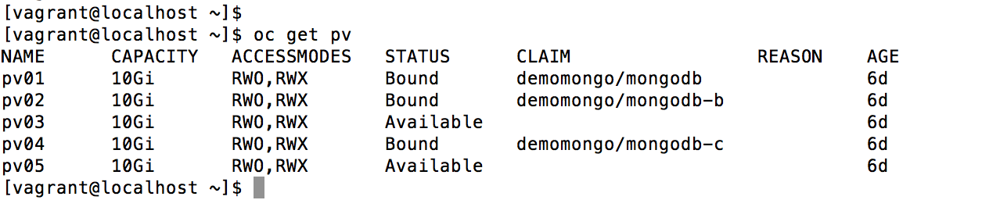 [vagrant@localhost ~]$
[vagrant@localhost ~]$ oc get pv
NAME      CAPACITY   ACCESSMODES   STATUS      CLAIM                 REASON    AGE
pv01      10Gi       RWO,RWX       Bound       demomongo/mongodb               6d
pv02      10Gi       RWO,RWX       Bound       demomongo/mongodb-b             6d
pv03      10Gi       RWO,RWX       Available                                   6d
pv04      10Gi       RWO,RWX       Bound       demomongo/mongodb-c             6d
pv05      10Gi       RWO,RWX       Available                                   6d
[vagrant@localhost ~]$